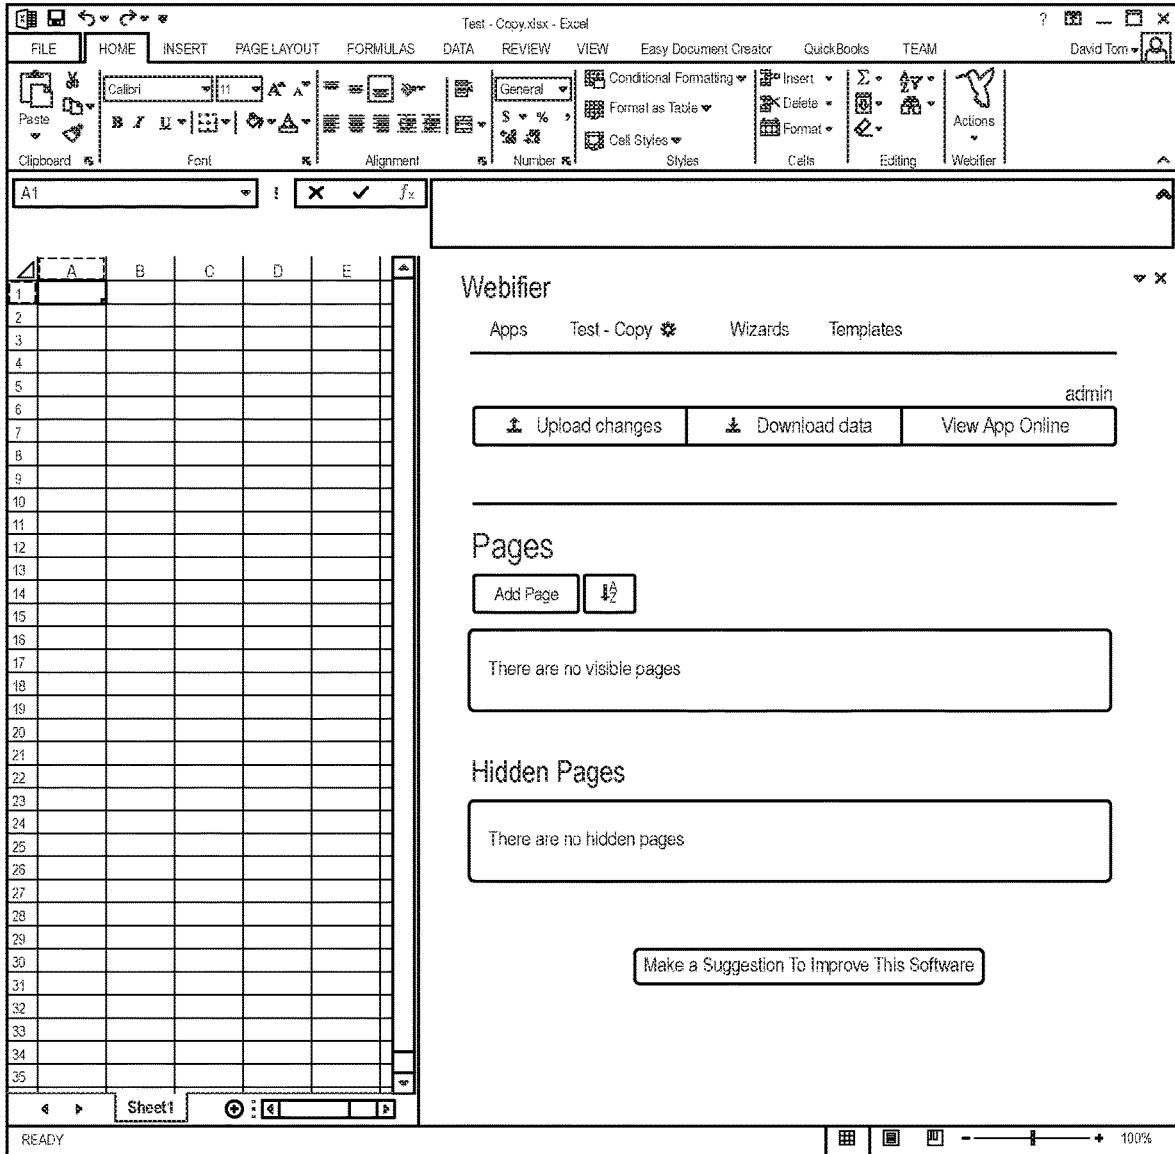 Test - Copy.xlsx - Excel
?
FILE HOME INSERT PAGE LAYOUT FORMULAS DATA REVIEW VIEW Easy Document Creator QuickBooks TEAM David Tom
Calibri 11 General Conditional Formatting Insert Σ
Paste Format as Table Delete
B I U A $ % , Cell Styles Format Actions
Clipboard Font Alignment Number Styles Cells Editing Webifier
A1 fx
A B C D E
Webifier
Apps Test - Copy Wizards Templates
admin
Upload changes Download data View App Online
Pages
Add Page A Z
There are no visible pages
Hidden Pages
There are no hidden pages
Make a Suggestion To Improve This Software
1
2
3
4
5
6
7
8
9
10
11
12
13
14
15
16
17
18
19
20
21
22
23
24
25
26
27
28
29
30
31
32
33
34
35
Sheet1
READY 100%